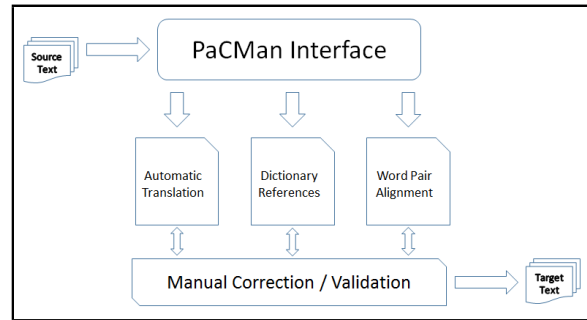 Source
Text
PaCMan Interface
Automatic
Translation
Dictionary
References
Word Pair
Alignment
Manual Correction / Validation
Target
Text